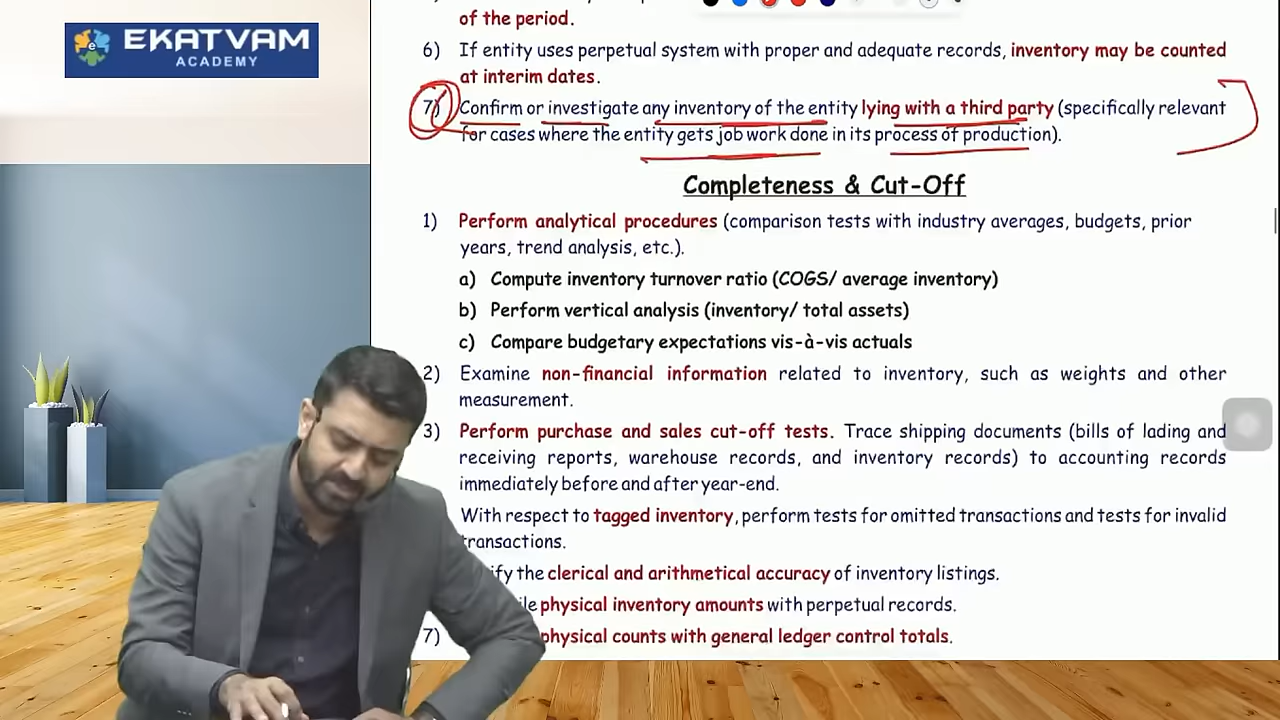 EKATVAM
ACADEMY
of the period.
6) If entity uses perpetual system with proper and adequate records, inventory may be counted
at interim dates.
7) Confirm or investigate any inventory of the entity lying with a third party (specifically relevant
for cases where the entity gets job work done in its process of production).
Completeness & Cut-Off
1) Perform analytical procedures (comparison tests with industry averages, budgets, prior
years, trend analysis, etc.).
a) Compute inventory turnover ratio (COGS/ average inventory)
b) Perform vertical analysis (inventory/ total assets)
c) Compare budgetary expectations vis-à-vis actuals
2) Examine non-financial information related to inventory, such as weights and other
measurement.
3) Perform purchase and sales cut-off tests. Trace shipping documents (bills of lading and
receiving reports, warehouse records, and inventory records) to accounting records
immediately before and after year-end.
With respect to tagged inventory, perform tests for omitted transactions and tests for invalid
transactions.
the clerical and arithmetical accuracy of inventory listings.
physical inventory amounts with perpetual records.
7) physical counts with general ledger control totals.